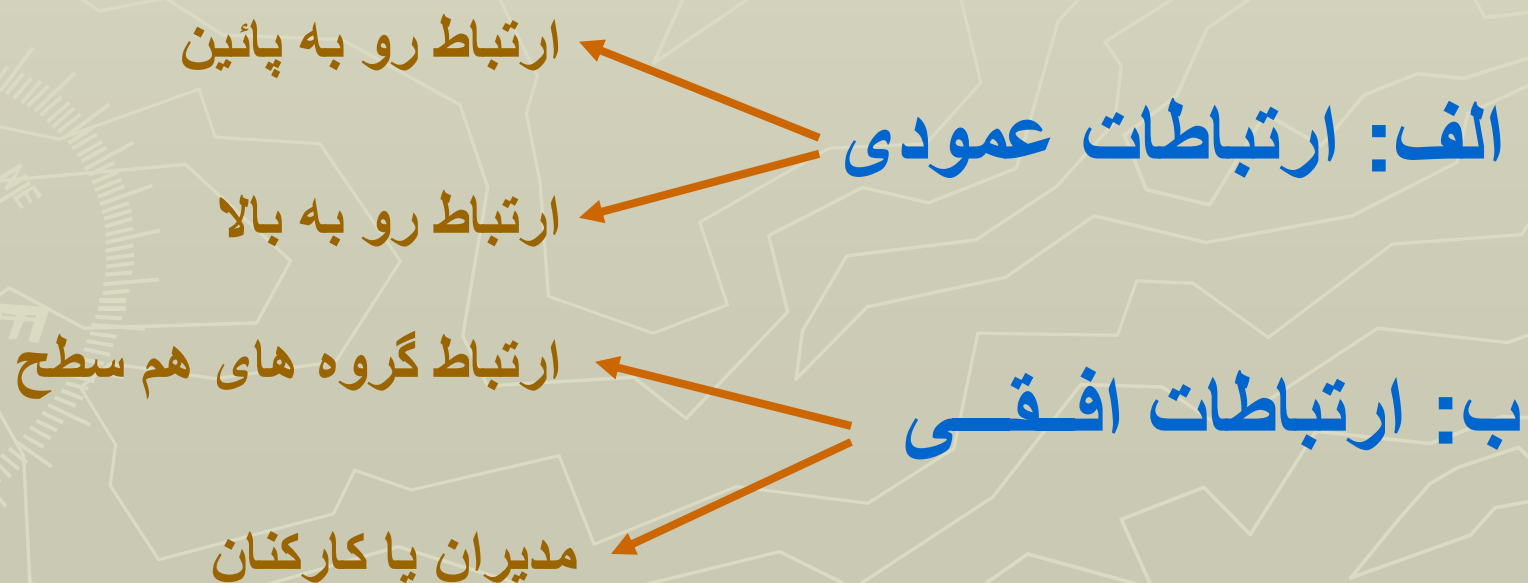 الف: ارتباطات عمودی
ارتباط رو به پائین
ارتباط رو به بالا
ب: ارتباطات افـقـــی
ارتباط گروه های هم سطح
مدیران یا کارکنان